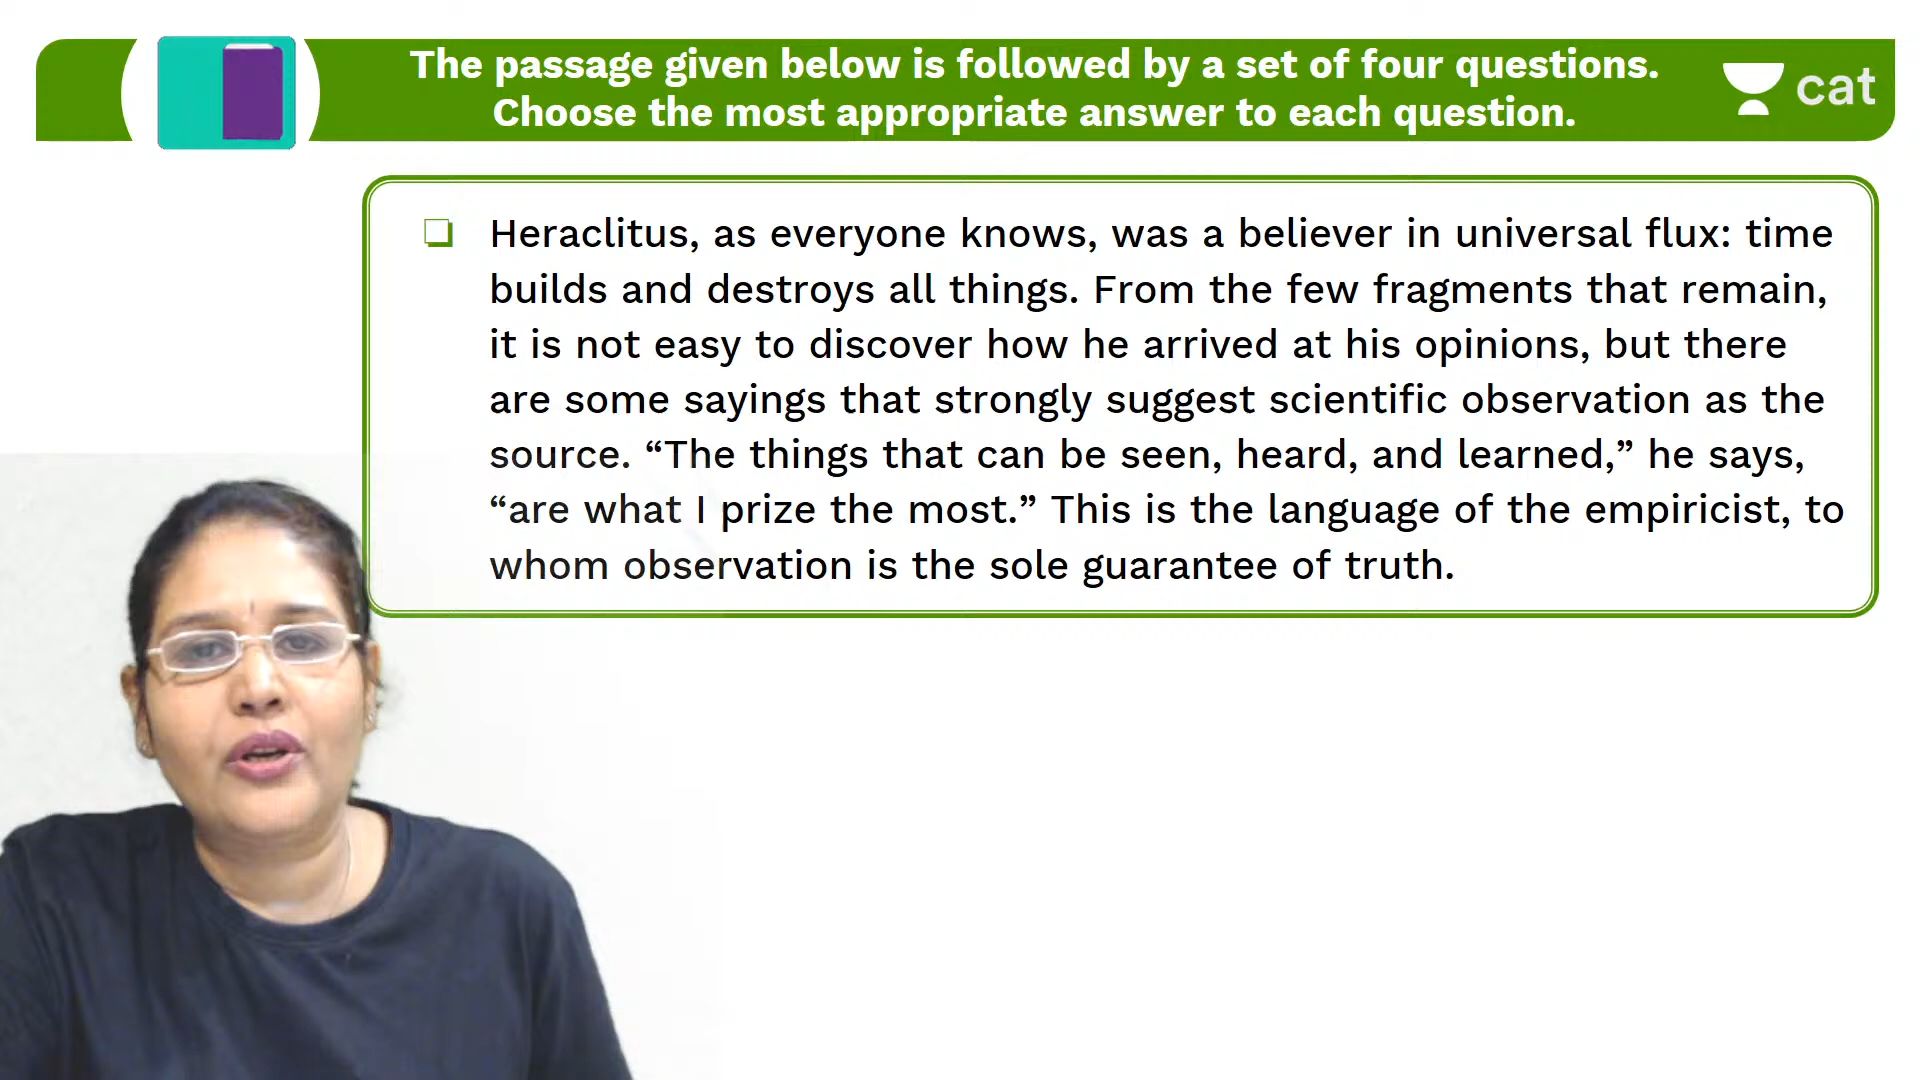 The passage given below is followed by a set of four questions.
Choose the most appropriate answer to each question.
cat
Heraclitus, as everyone knows, was a believer in universal flux: time
builds and destroys all things. From the few fragments that remain,
it is not easy to discover how he arrived at his opinions, but there
are some sayings that strongly suggest scientific observation as the
source. “The things that can be seen, heard, and learned,” he says,
“are what I prize the most.” This is the language of the empiricist, to
whom observation is the sole guarantee of truth.